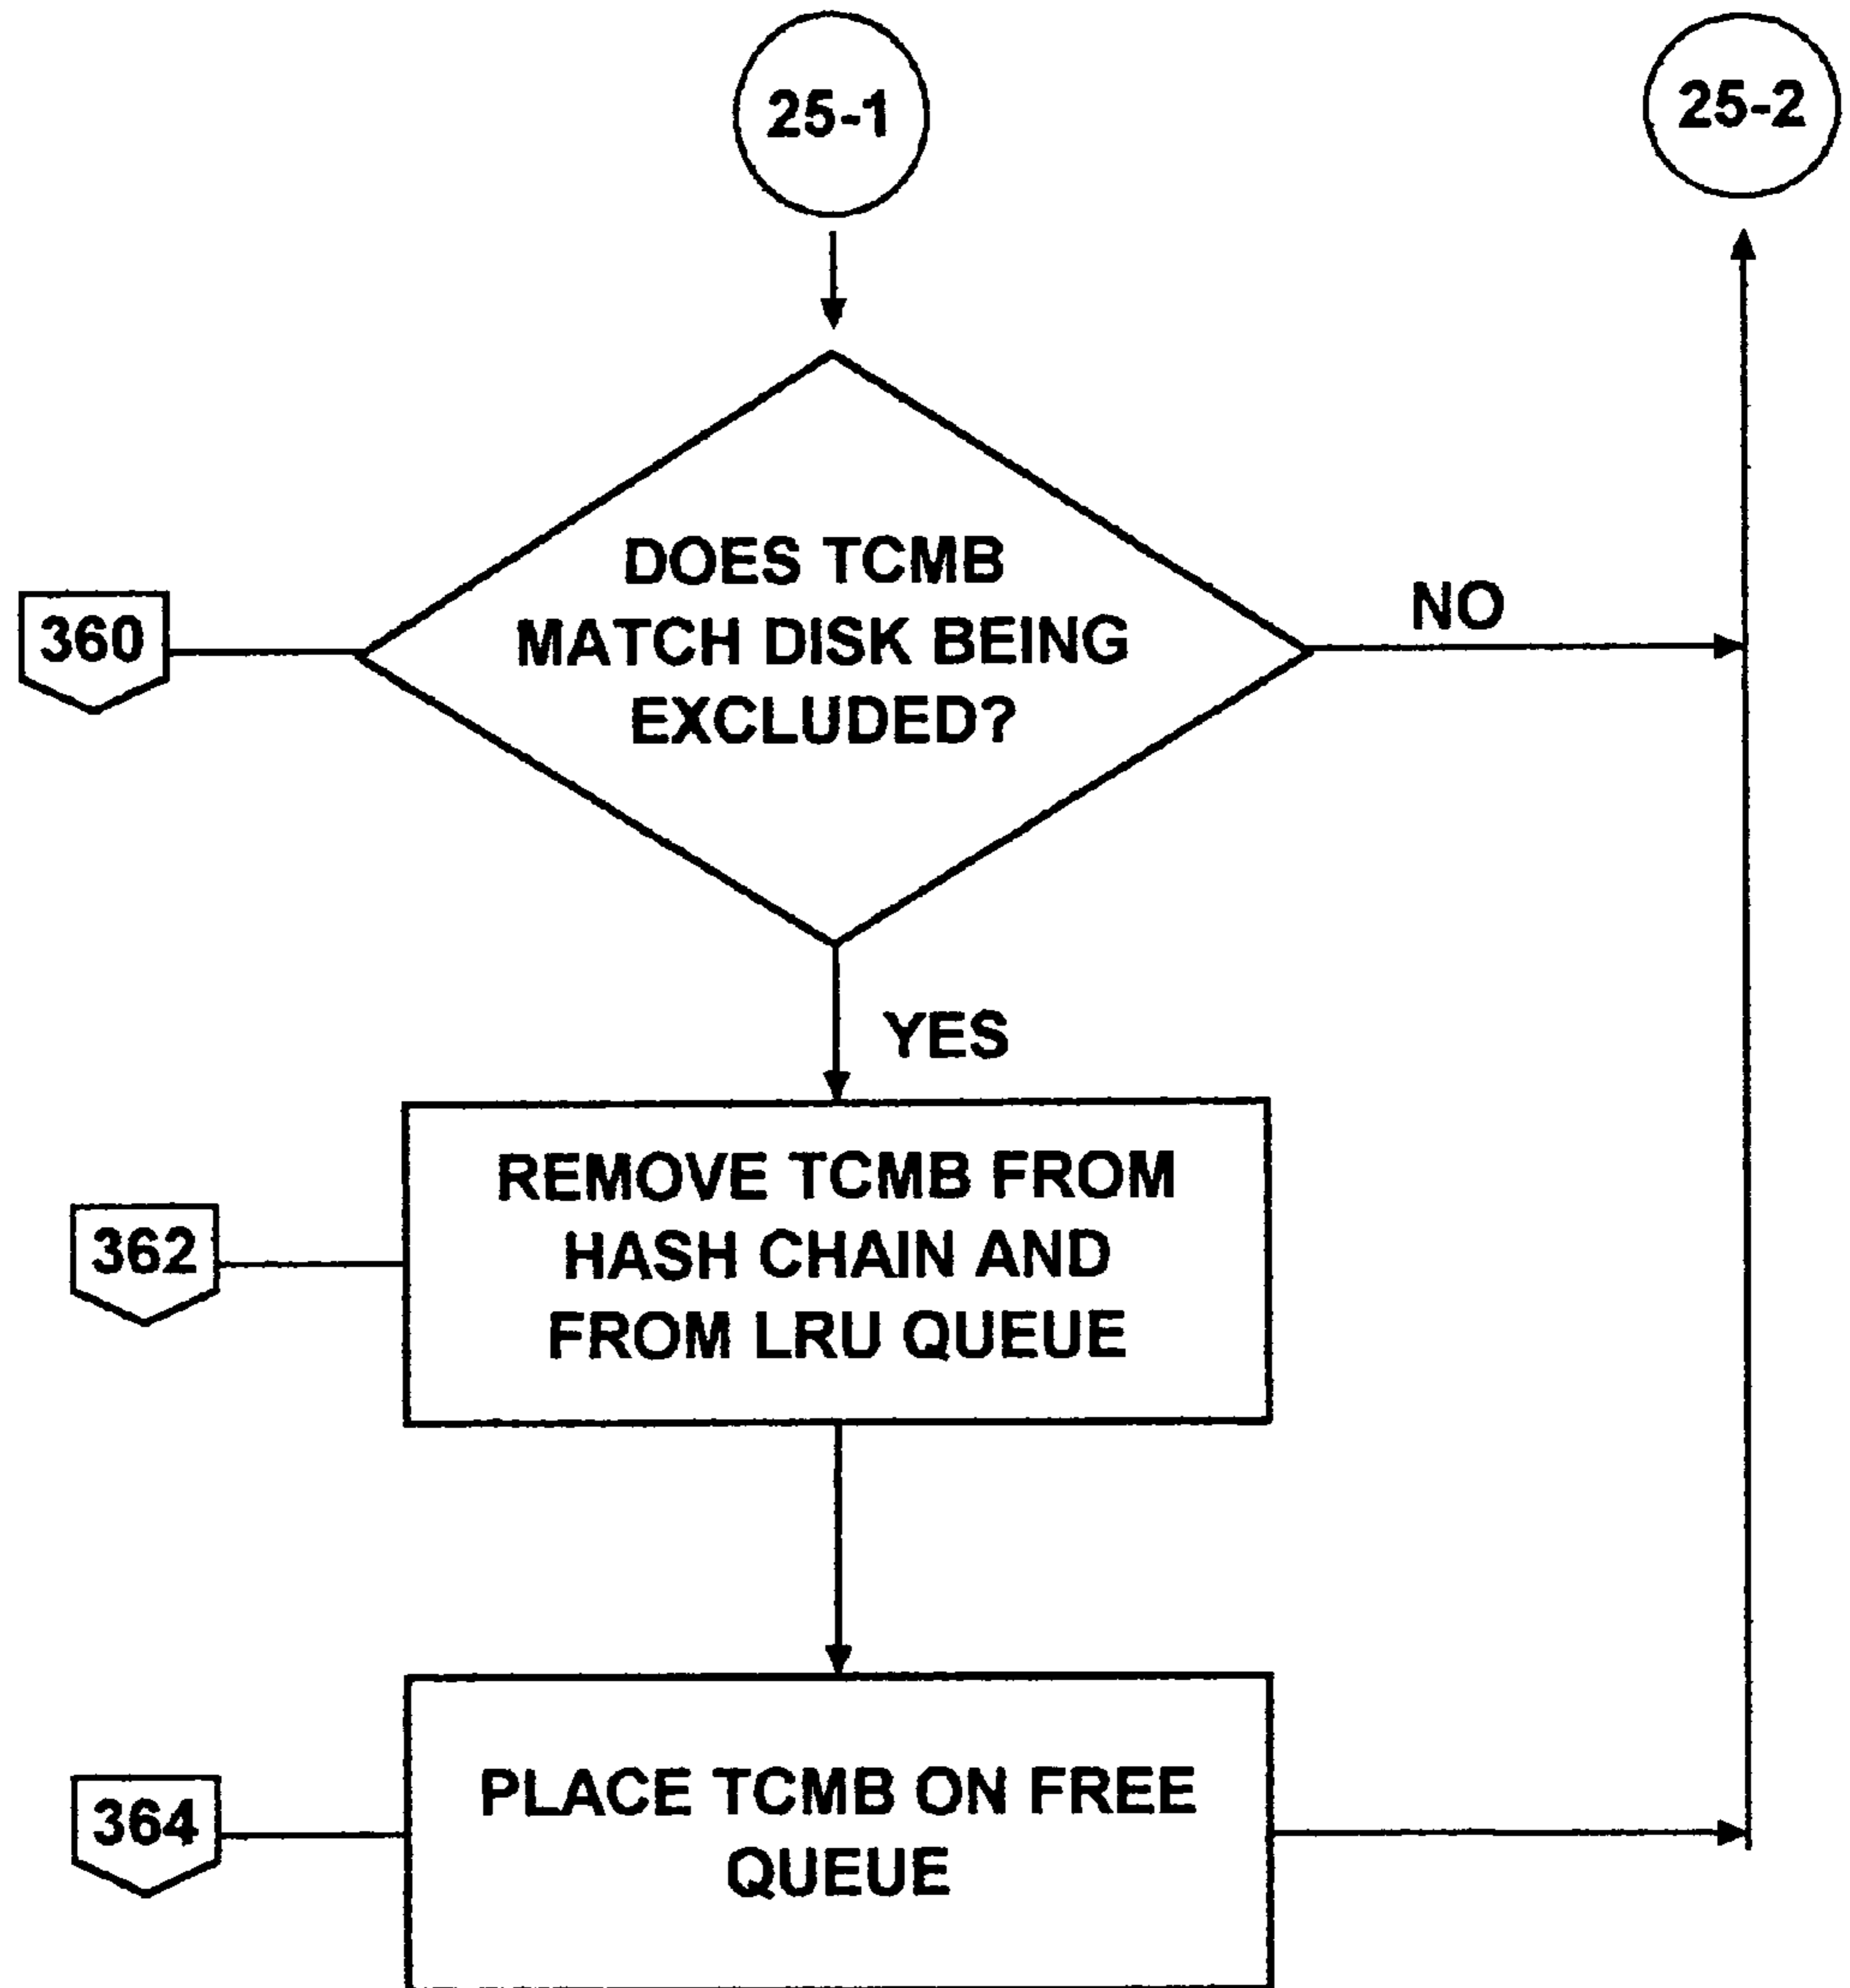 25-1
25-2
DOES TCMB
MATCH DISK BEING
EXCLUDED?
NO
360
YES
REMOVE TCMB FROM
HASH CHAIN AND
FROM LRU QUEUE
362
PLACE TCMB ON FREE
QUEUE
364